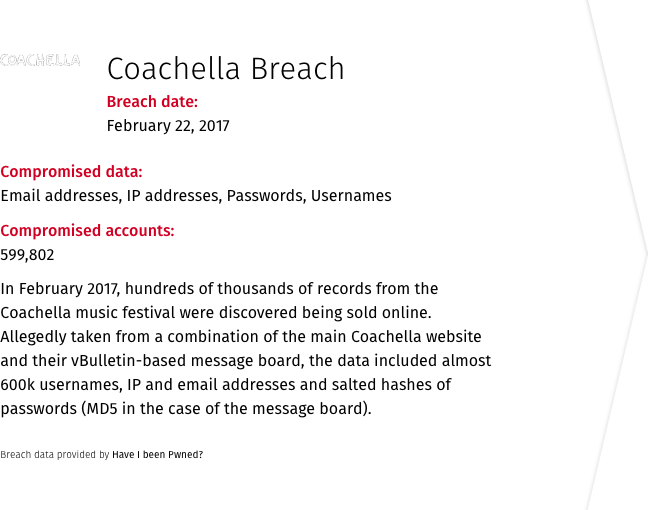 COACHELLA
Coachella Breach
Breach date:
February 22, 2017
Compromised data:
Email addresses, IP addresses, Passwords, Usernames
Compromised accounts:
599,802
In February 2017, hundreds of thousands of records from the
Coachella music festival were discovered being sold online.
Allegedly taken from a combination of the main Coachella website
and their vBulletin-based message board, the data included almost
600k usernames, IP and email addresses and salted hashes of
passwords (MD5 in the case of the message board).
Breach data provided by Have I been Pwned?